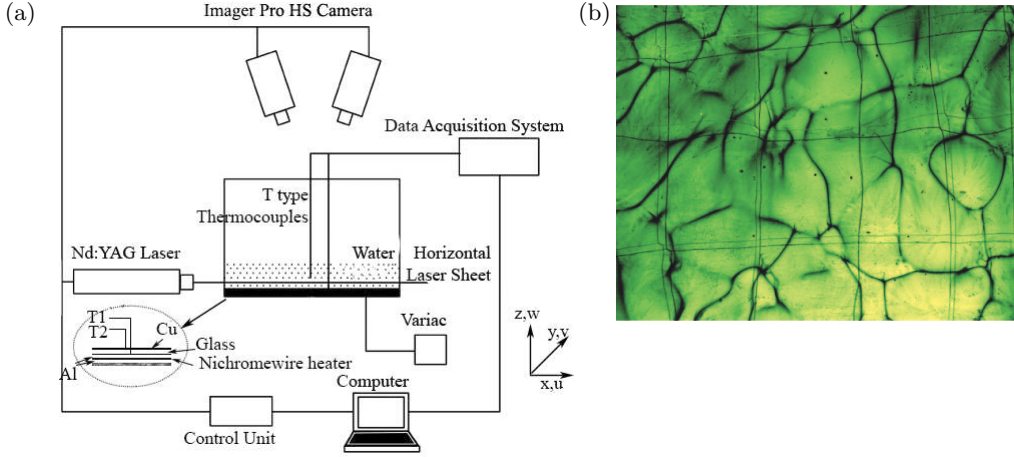 (a)
Imager Pro HS Camera
(b)
Data Acquisition System
T type
Thermocouples
Nd:YAG Laser
Water
Horizontal
Laser Sheet
T1
T2
Cu
Glass
Nichromewire heater
Al
Variac
z,w
y,v
x,u
Computer
Control Unit